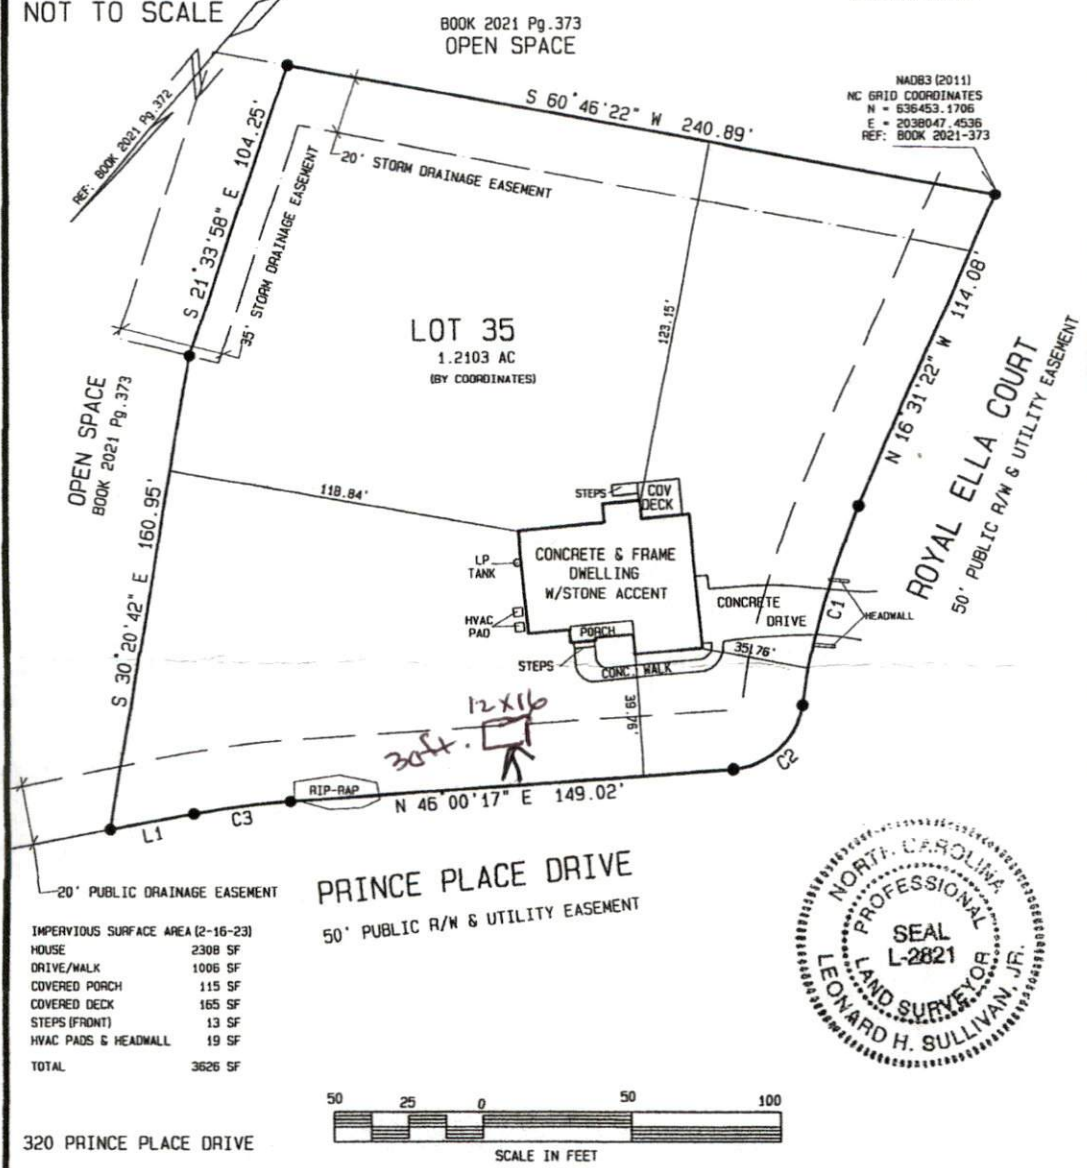 NOT TO SCALE
BOOK 2021 Pg.373
OPEN SPACE
NAD83 (2011)
NC GRID COORDINATES
N = 636453.1706
E = 2038047.4536
REF: BOOK 2021-373
REF: BOOK 2021 Pg.372
S 21°33'58" E 104.25'
S 60°46'22" W 240.89'
20' STORM DRAINAGE EASEMENT
35' STORM DRAINAGE EASEMENT
LOT 35
1.2103 AC
(BY COORDINATES)
123.15'
N 16°31'22" W 114.08'
ROYAL ELLA COURT
50' PUBLIC R/W & UTILITY EASEMENT
OPEN SPACE
BOOK 2021 Pg.373
S 30°20'42" E 160.95'
118.84'
STEPS
COV
DECK
LP
TANK
CONCRETE & FRAME
DWELLING
W/STONE ACCENT
HVAC
PAD
CONCRETE
DRIVE
C1
HEADWALL
PORCH
STEPS
CONC. WALK
35.76'
39.76'
12x16
30ft.
C2
RIP-RAP
N 46°00'17" E 149.02'
L1
C3
20' PUBLIC DRAINAGE EASEMENT
PRINCE PLACE DRIVE
50' PUBLIC R/W & UTILITY EASEMENT
IMPERVIOUS SURFACE AREA (2-16-23)
HOUSE 2308 SF
DRIVE/WALK 1006 SF
COVERED PORCH 115 SF
COVERED DECK 165 SF
STEPS (FRONT) 13 SF
HVAC PADS & HEADWALL 19 SF
TOTAL 3626 SF
NORTH CAROLINA
PROFESSIONAL
SEAL
L-2821
LAND SURVEYOR
LEONARD H. SULLIVAN, JR.
50 25 0 50 100
SCALE IN FEET
320 PRINCE PLACE DRIVE